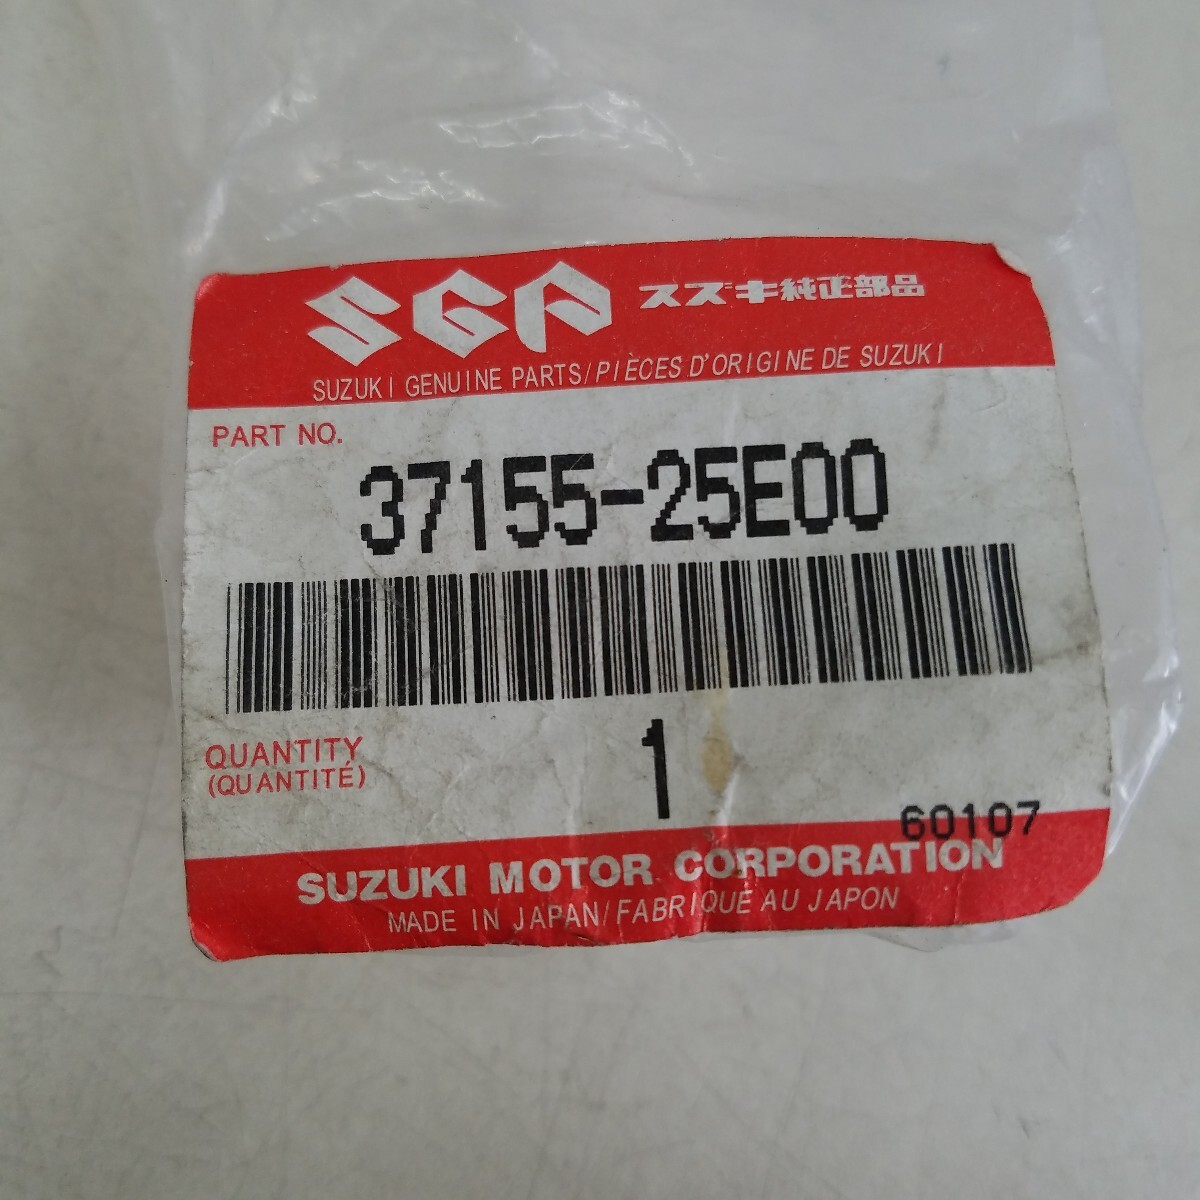 SGP スズキ純正部品
SUZUKI GENUINE PARTS/PIÈCES D'ORIGINE DE SUZUKI
PART NO.
37155-25E00
QUANTITY
(QUANTITÉ)
1
60107
SUZUKI MOTOR CORPORATION
MADE IN JAPAN/FABRIQUE AU JAPON